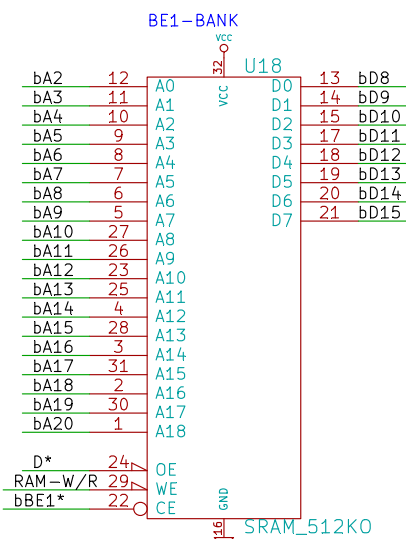 BE1-BANK
VCC
U18
32
VCC
bA2 12 A0 D0 13 bD8
bA3 11 A1 D1 14 bD9
bA4 10 A2 D2 15 bD10
bA5 9 A3 D3 17 bD11
bA6 8 A4 D4 18 bD12
bA7 7 A5 D5 19 bD13
bA8 6 A6 D6 20 bD14
bA9 5 A7 D7 21 bD15
bA10 27 A8
bA11 26 A9
bA12 23 A10
bA13 25 A11
bA14 4 A12
bA15 28 A13
bA16 3 A14
bA17 31 A15
bA18 2 A16
bA19 30 A17
bA20 1 A18
D* 24 OE
RAM-W/R 29 WE
bBE1* 22 CE
GND
16
SRAM_512KO